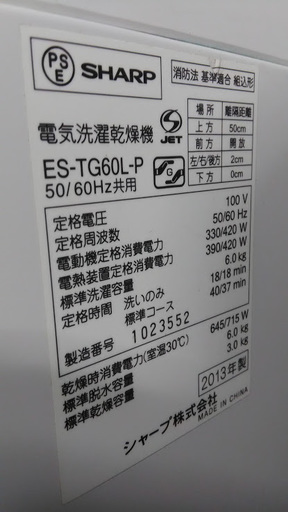 PSE
SHARP
消防法 基準適合 組込形
電気洗濯乾燥機
S JET
場所 離隔距離
上方 50cm
前方 開放
左右/後方 2cm
下方 0cm
ES-TG60L-P
50/60Hz共用
G
定格電圧 100 V
定格周波数 50/60 Hz
電動機定格消費電力 330/420 W
電熱装置定格消費電力 390/420 W
標準洗濯容量 6.0 kg
定格時間 洗いのみ 18/18 min
標準コース 40/37 min
製造番号 1023552
乾燥時消費電力(室温30℃) 645/715 W
標準脱水容量 6.0 kg
標準乾燥容量 3.0 kg
2013年製
シャープ株式会社
MADE IN CHINA